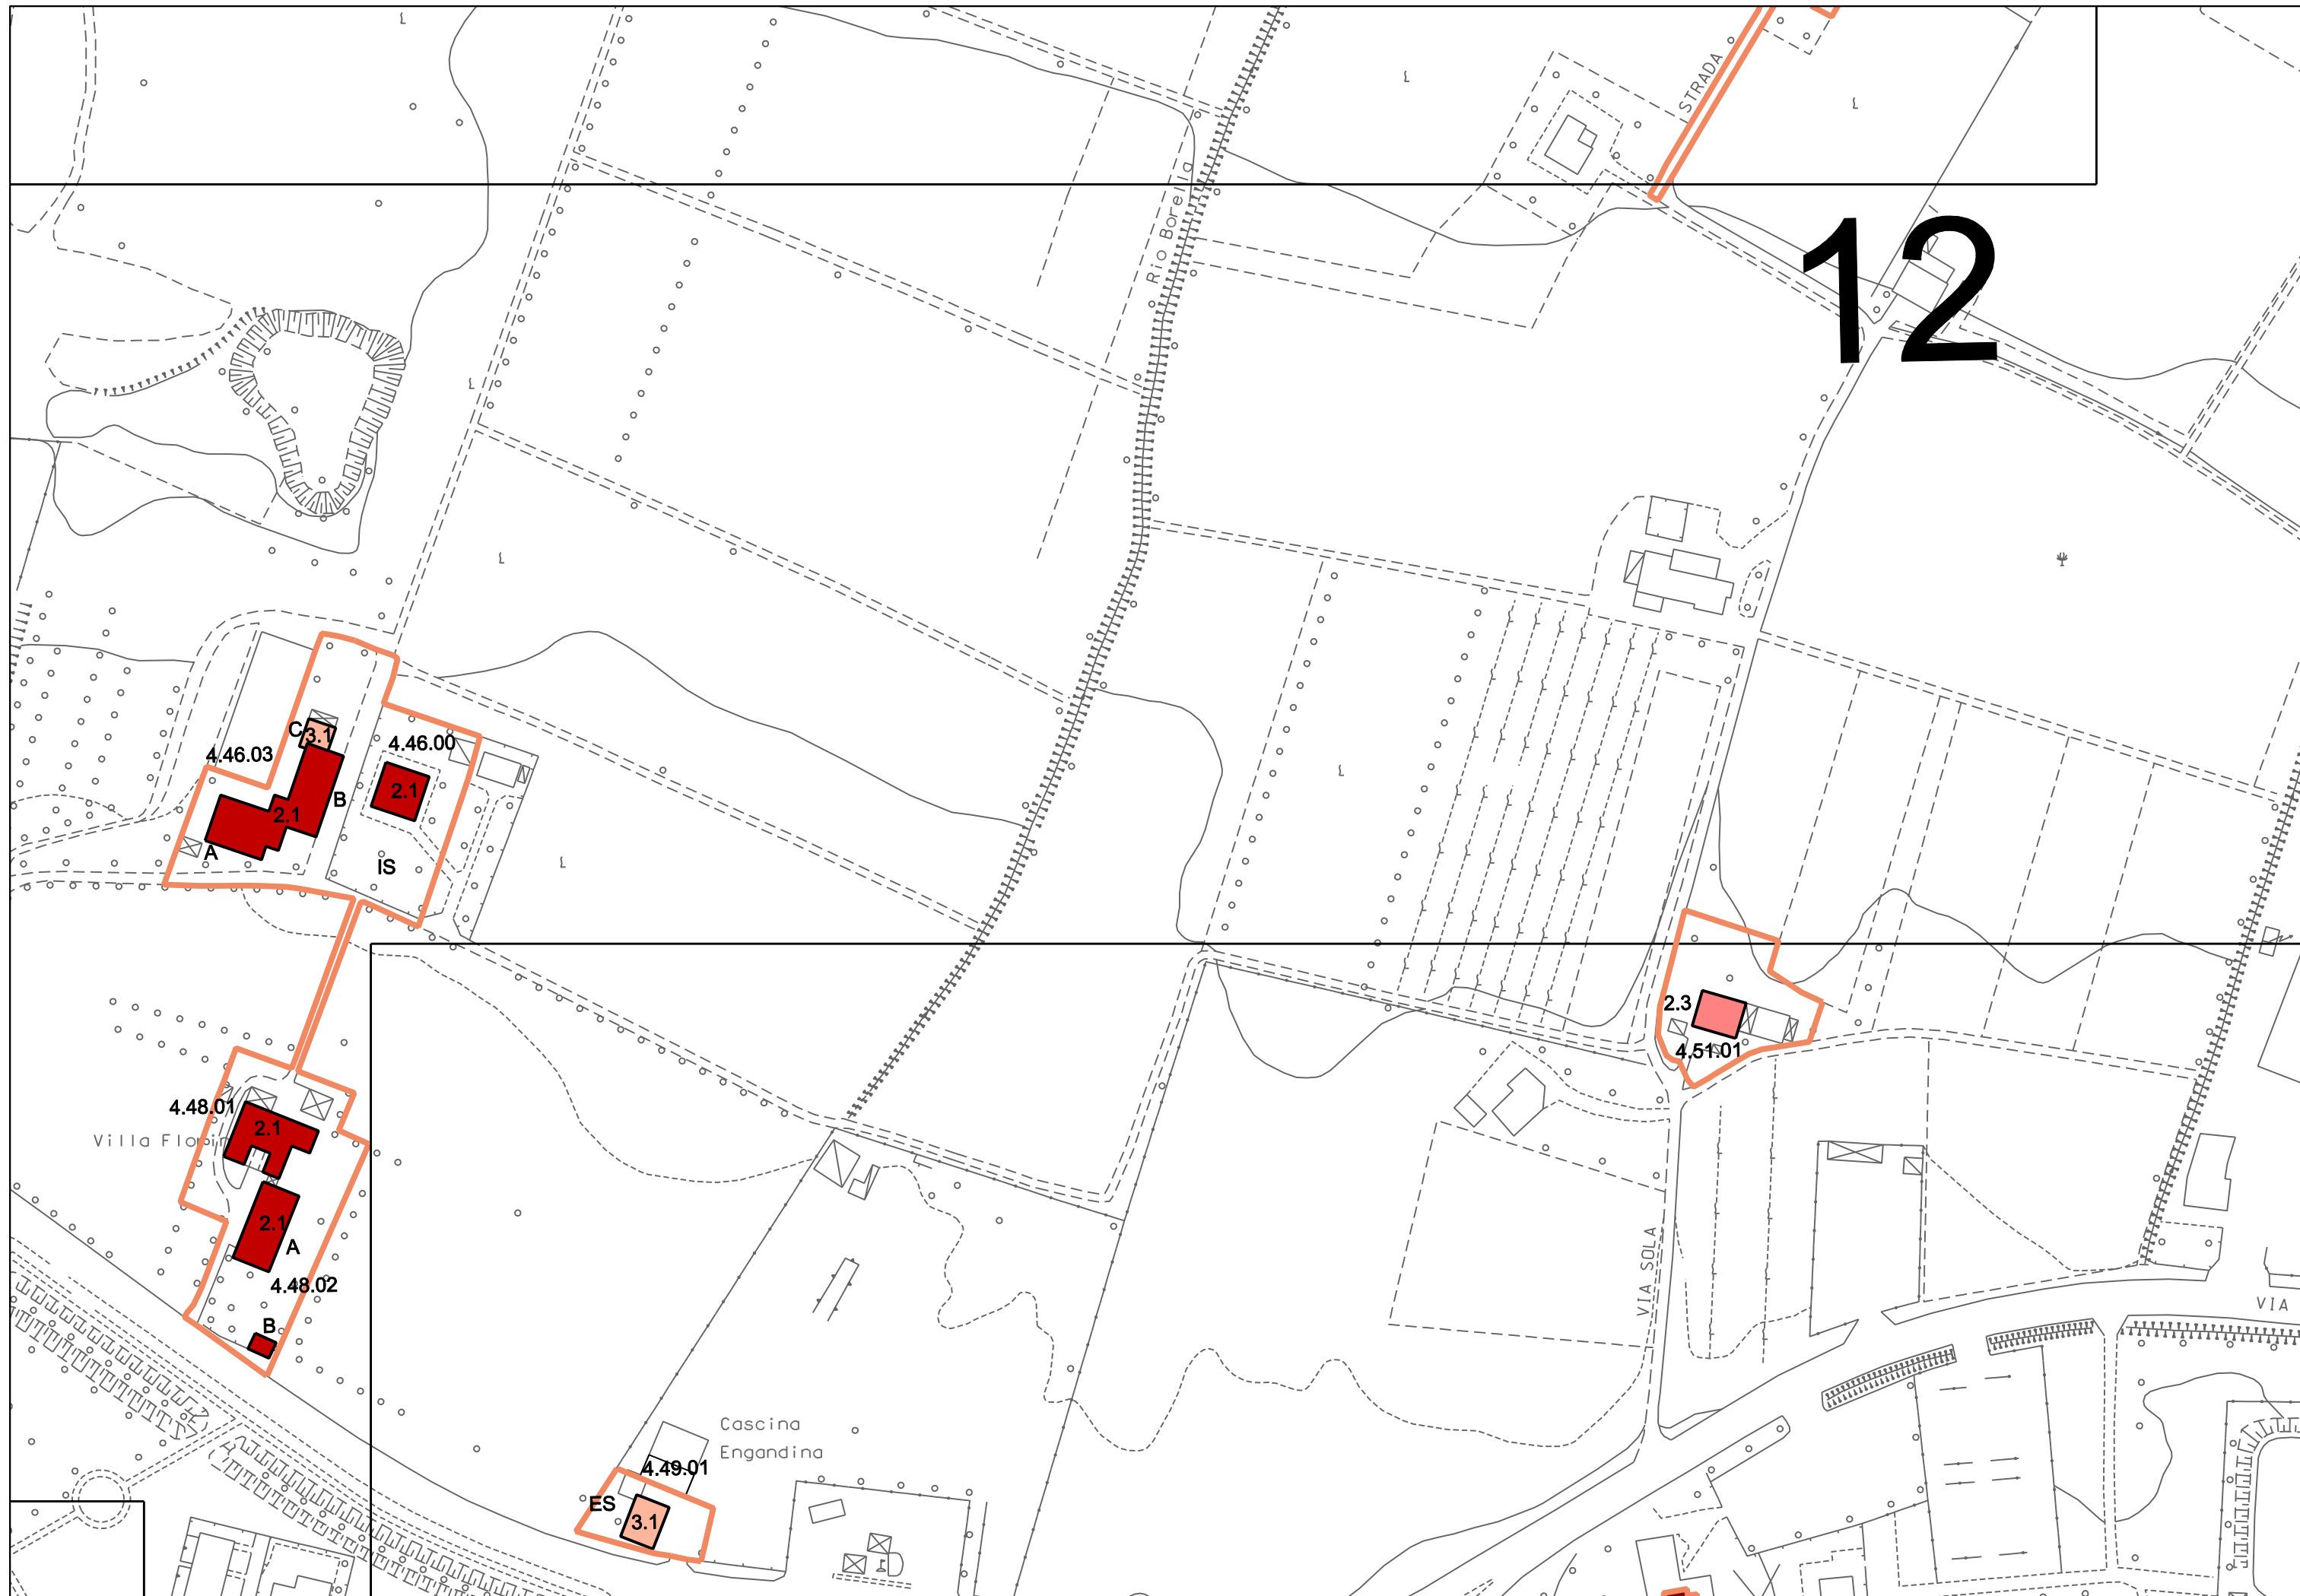 STRADA
Rio Borella
12
C
3.1
4.46.03
4.46.00
2.1
B
2.1
A
IS
2.3
4.51.01
4.48.01
2.1
Villa
2.1
A
4.48.02
B
VIA SOLA
VIA
Cascina
Engandina
4.49.01
ES
3.1